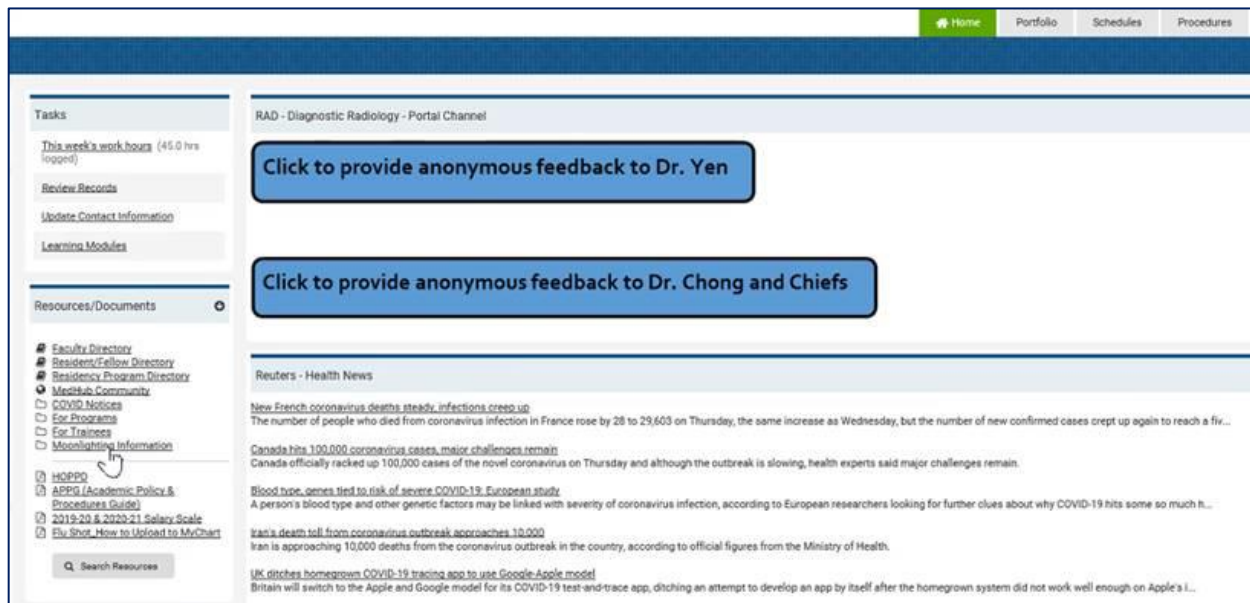 Home
Portfolio
Schedules
Procedures
Tasks
This week's work hours (45.0 hrs
logged)
Review Records
Update Contact Information
Learning Modules
Resources/Documents
Faculty Directory
Resident/Fellow Directory
Residency Program Directory
MedHub Community
COVID Notices
For Programs
For Trainees
Moonlighting Information
HOPPD
APPG (Academic Policy &
Procedures Guide)
2019-20 & 2020-21 Salary Scale
Flu Shot_How to Upload to MyChart
Search Resources
RAD - Diagnostic Radiology - Portal Channel
Click to provide anonymous feedback to Dr. Yen
Click to provide anonymous feedback to Dr. Chong and Chiefs
Reuters - Health News
New French coronavirus deaths steady, infections creep up
The number of people who died from coronavirus infection in France rose by 28 to 29,603 on Thursday, the same increase as Wednesday, but the number of new confirmed cases crept up again to reach a fiv...
Canada hits 100,000 coronavirus cases, major challenges remain
Canada officially racked up 100,000 cases of the novel coronavirus on Thursday and although the outbreak is slowing, health experts said major challenges remain.
Blood type, genes tied to risk of severe COVID-19: European study
A person's blood type and other genetic factors may be linked with severity of coronavirus infection, according to European researchers looking for further clues about why COVID-19 hits some so much h...
Iran's death toll from coronavirus outbreak approaches 10,000
Iran is approaching 10,000 deaths from the coronavirus outbreak in the country, according to official figures from the Ministry of Health.
UK ditches homegrown COVID-19 tracing app to use Google-Apple model
Britain will switch to the Apple and Google model for its COVID-19 test-and-trace app, ditching an attempt to develop an app by itself after the homegrown system did not work well enough on Apple's i...